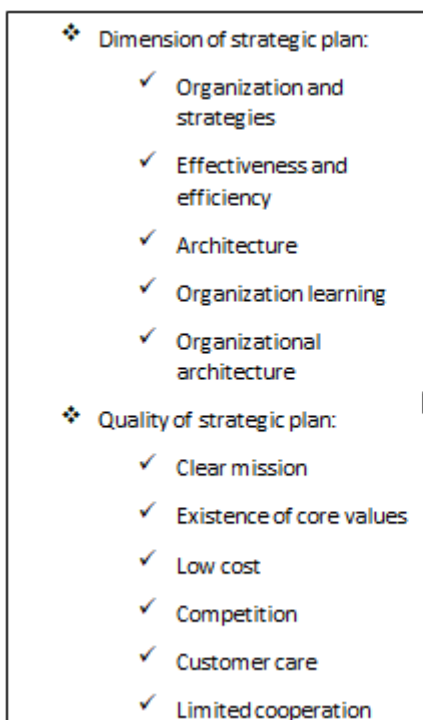 ❖ Dimension of strategic plan:
✓ Organization and
strategies
✓ Effectiveness and
efficiency
✓ Architecture
✓ Organization learning
✓ Organizational
architecture
❖ Quality of strategic plan:
✓ Clear mission
✓ Existence of core values
✓ Low cost
✓ Competition
✓ Customer care
✓ Limited cooperation